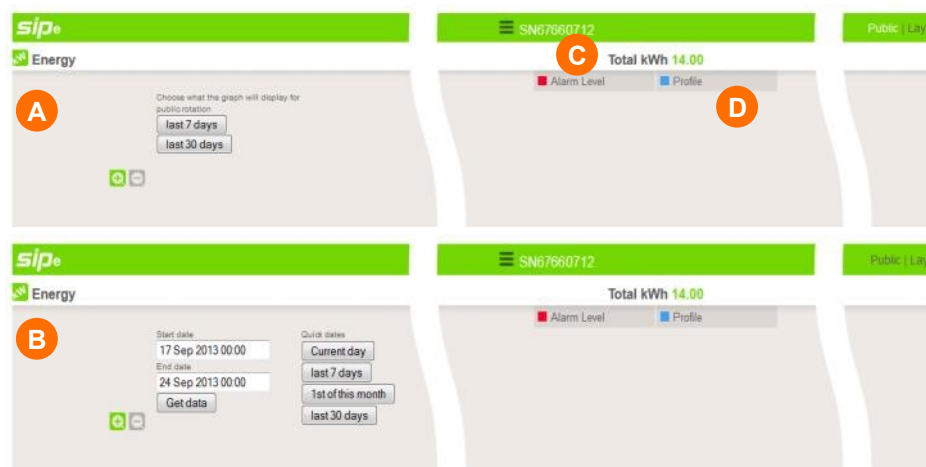 sipe
SN67660712
Public | Lay
Energy
C
Total kWh 14.00
Alarm Level
Profile
A
D
Choose what the graph will display for
public rotation
last 7 days
last 30 days
sipe
SN67660712
Public | Lay
Energy
Total kWh 14.00
Alarm Level
Profile
B
Start date
Quick dates
17 Sep 2013 00:00
Current day
End date
last 7 days
24 Sep 2013 00:00
1st of this month
Get data
last 30 days